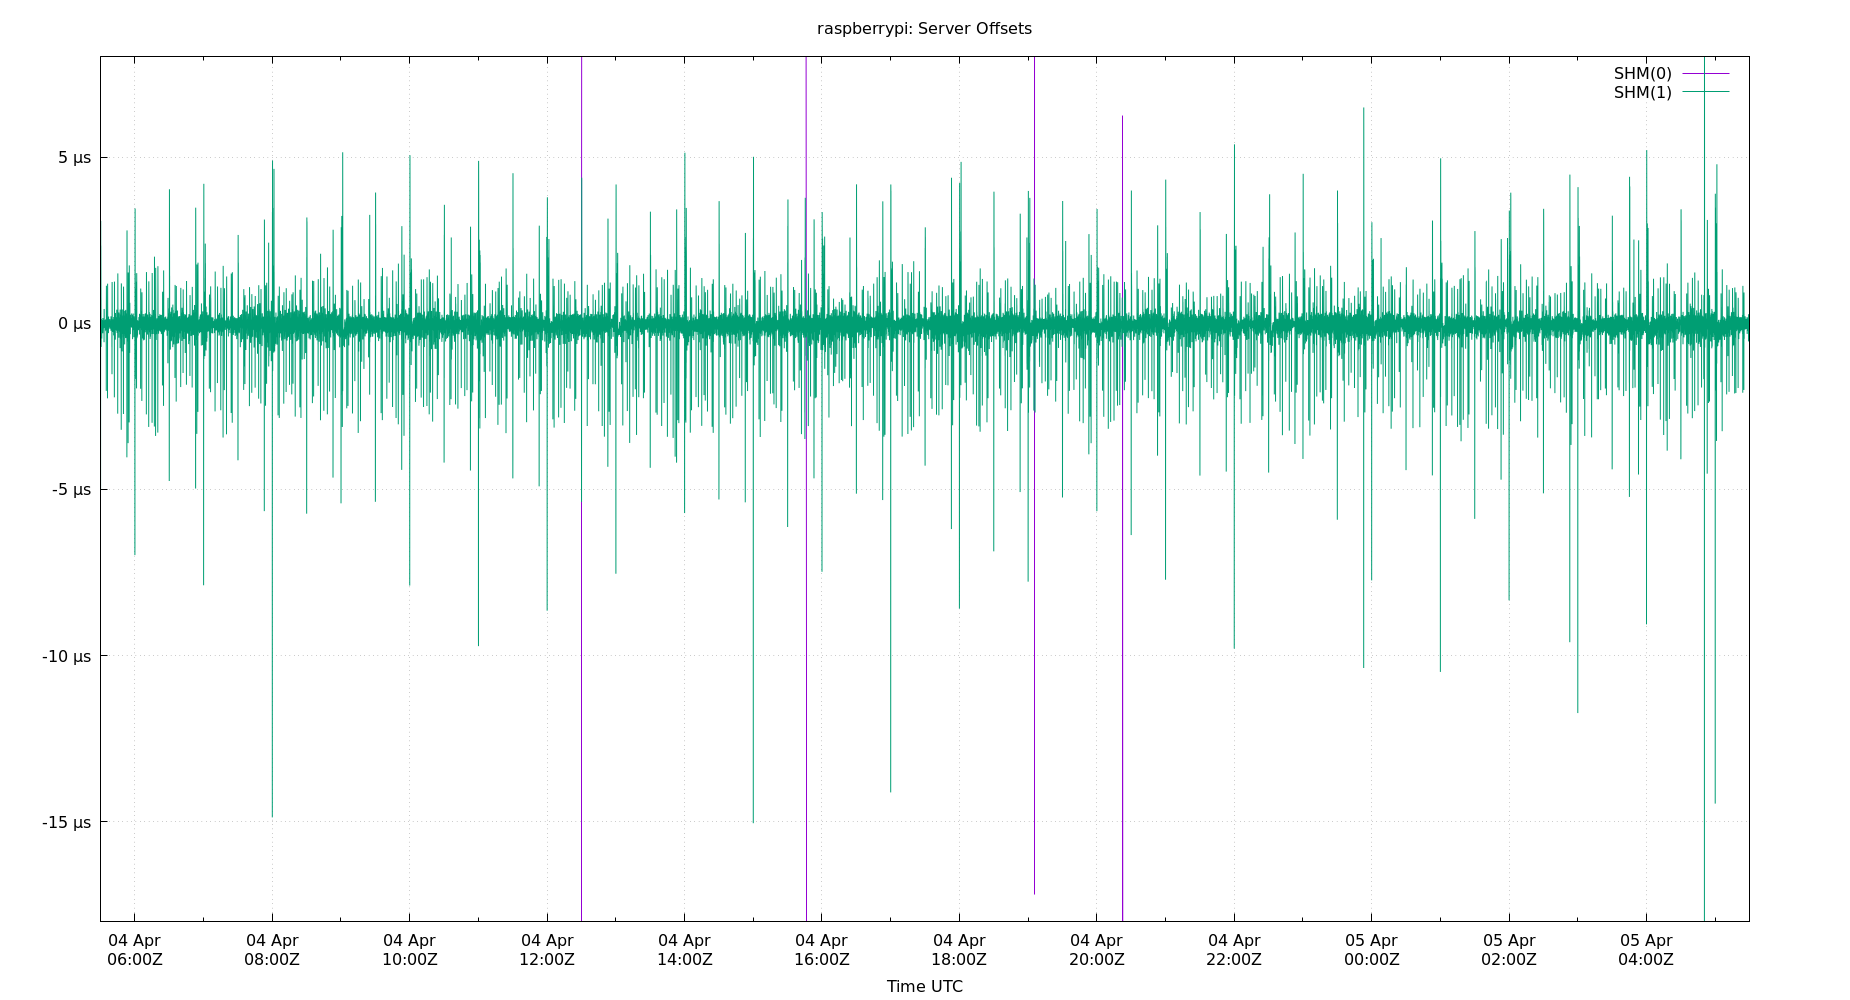 raspberrypi: Server Offsets
SHM(0)
SHM(1)
5 µs
0 µs
-5 µs
-10 µs
-15 µs
04 Apr 04 Apr 04 Apr 04 Apr 04 Apr 04 Apr 04 Apr 04 Apr 04 Apr 05 Apr 05 Apr 05 Apr
06:00Z 08:00Z 10:00Z 12:00Z 14:00Z 16:00Z 18:00Z 20:00Z 22:00Z 00:00Z 02:00Z 04:00Z
Time UTC